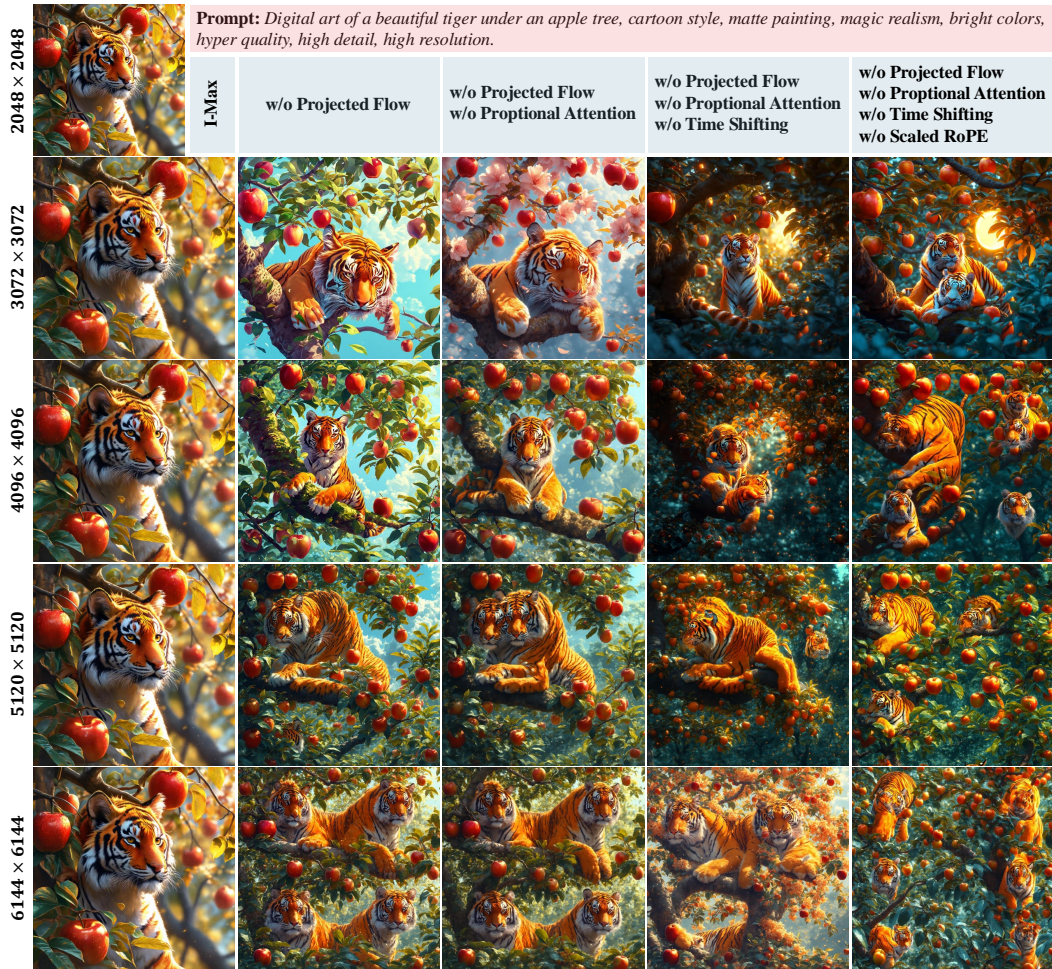 2048 × 2048
Prompt: Digital art of a beautiful tiger under an apple tree, cartoon style, matte painting, magic realism, bright colors,
hyper quality, high detail, high resolution.
I-Max
w/o Projected Flow
w/o Projected Flow
w/o Proptional Attention
w/o Projected Flow
w/o Proptional Attention
w/o Time Shifting
w/o Projected Flow
w/o Proptional Attention
w/o Time Shifting
w/o Scaled RoPE
3072 × 3072
4096 × 4096
5120 × 5120
6144 × 6144